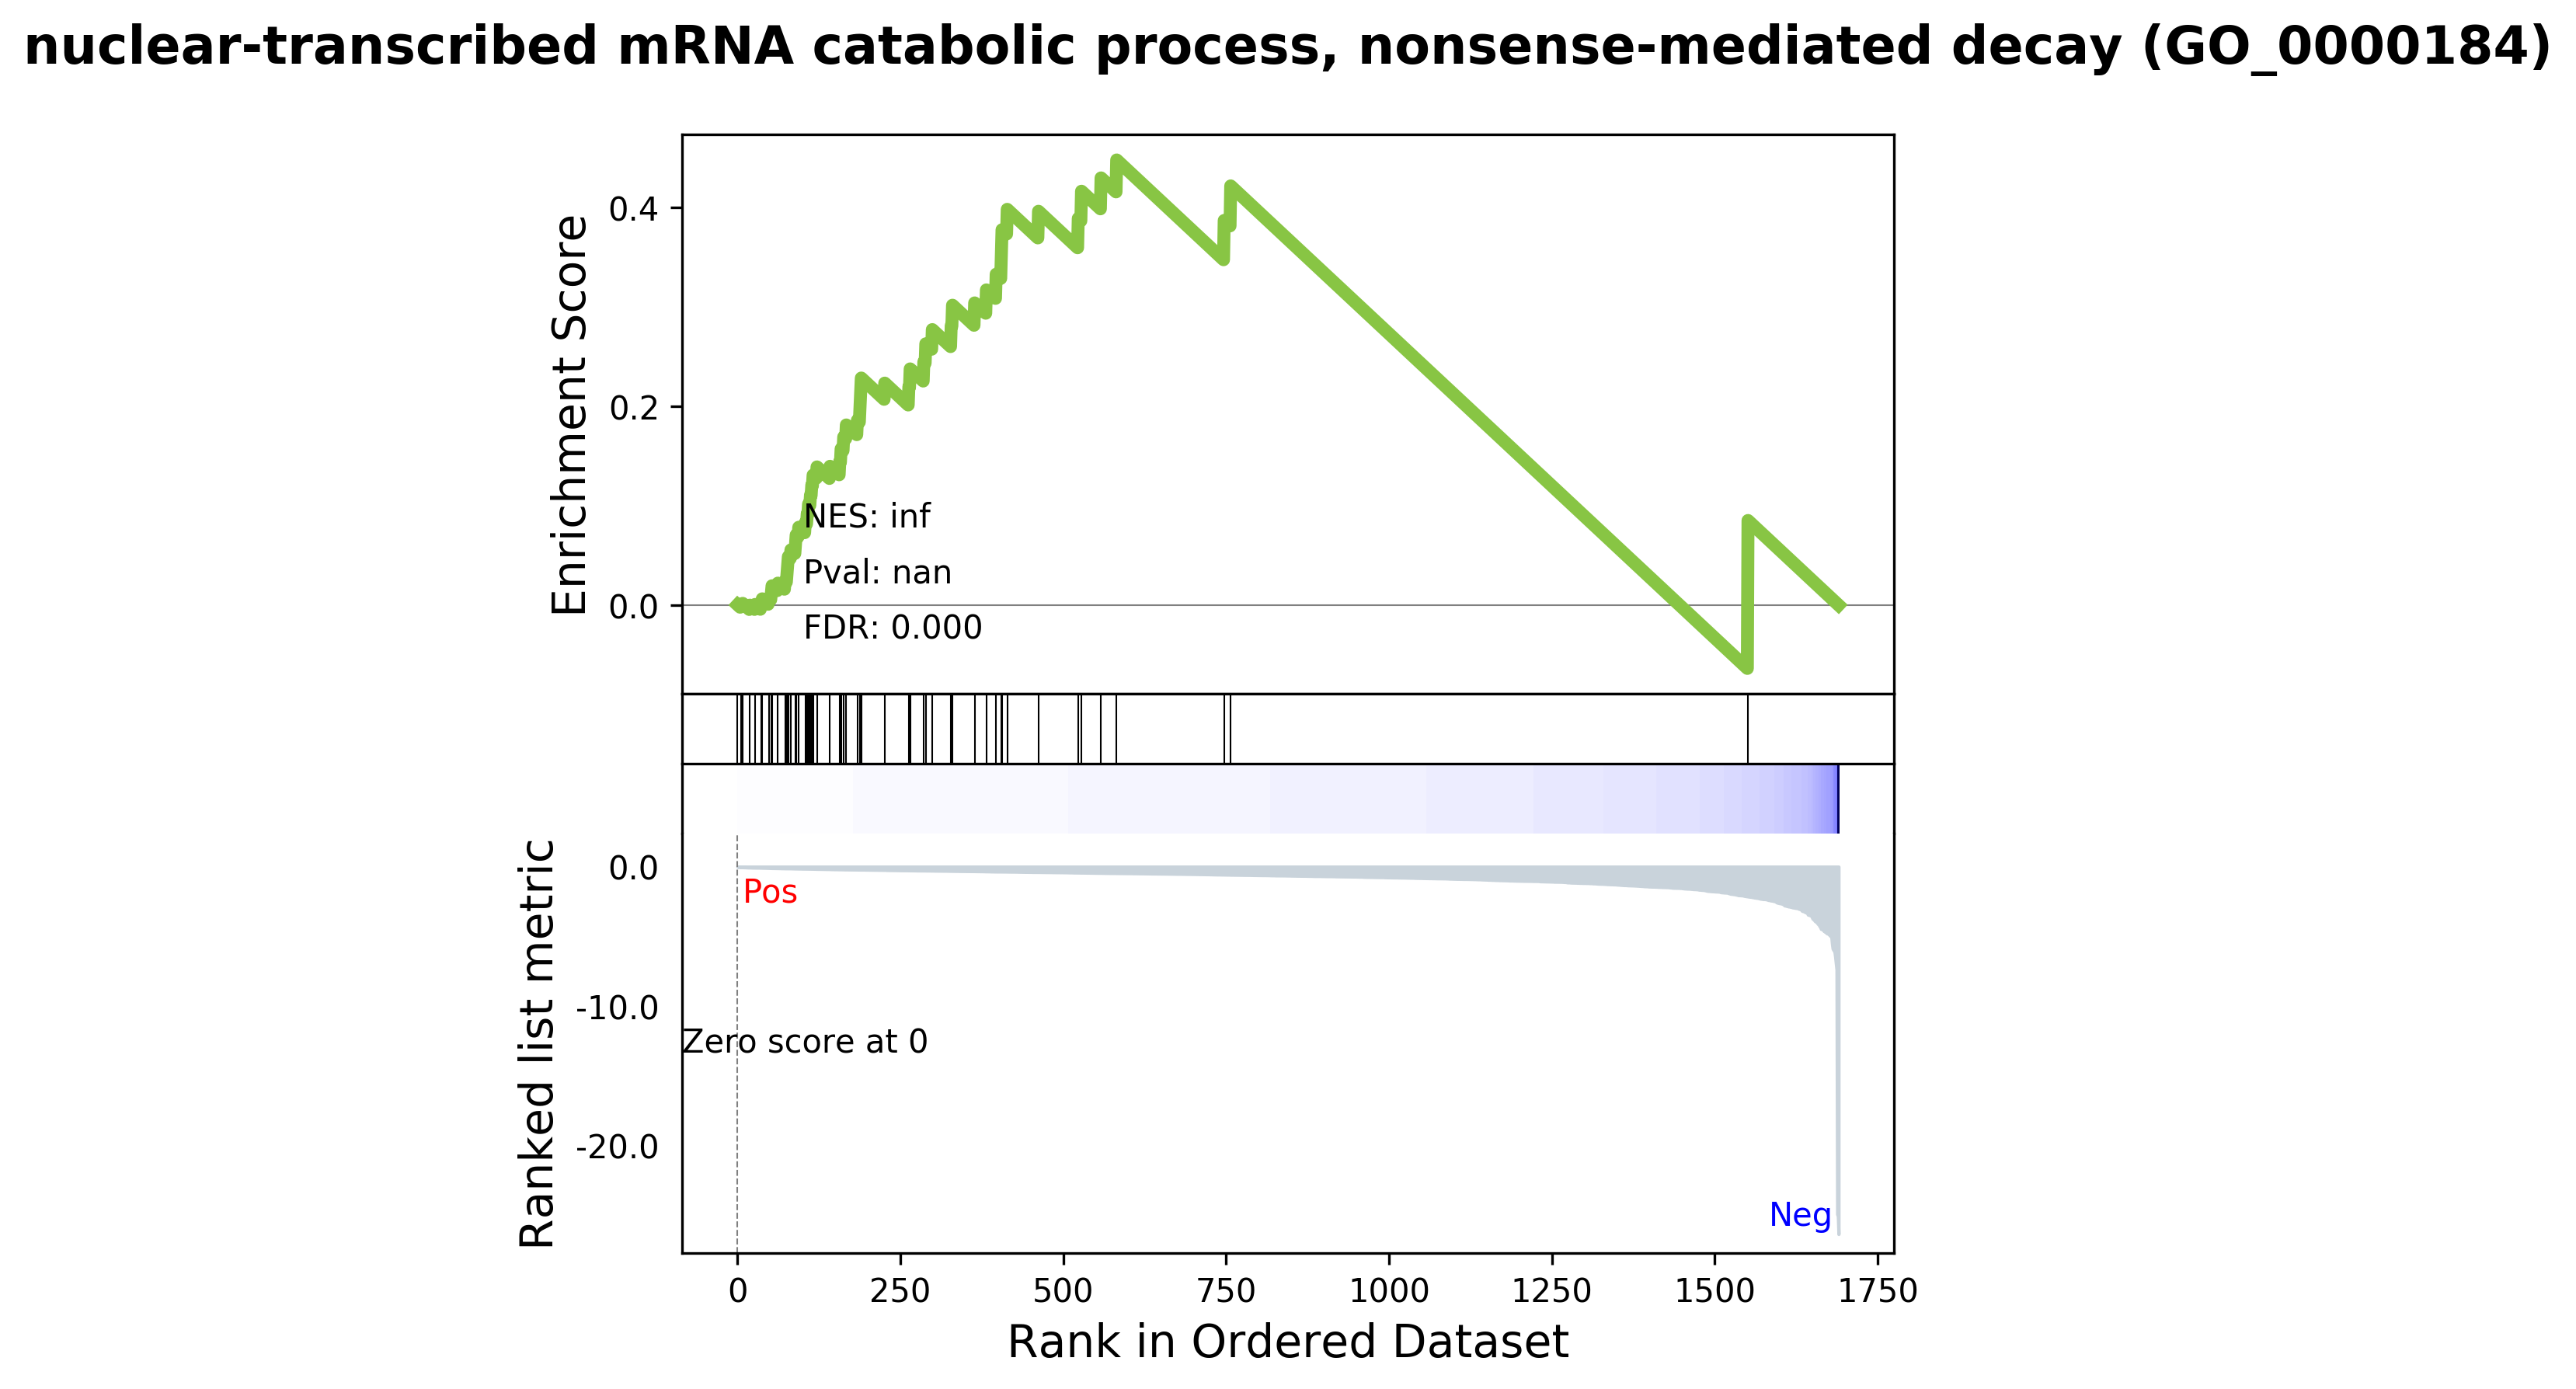 nuclear-transcribed mRNA catabolic process, nonsense-mediated decay (GO_0000184)
Enrichment Score
0.4
0.2
0.0
NES: inf
Pval: nan
FDR: 0.000
Ranked list metric
0.0
-10.0
-20.0
Pos
Zero score at 0
Neg
0 250 500 750 1000 1250 1500 1750
Rank in Ordered Dataset